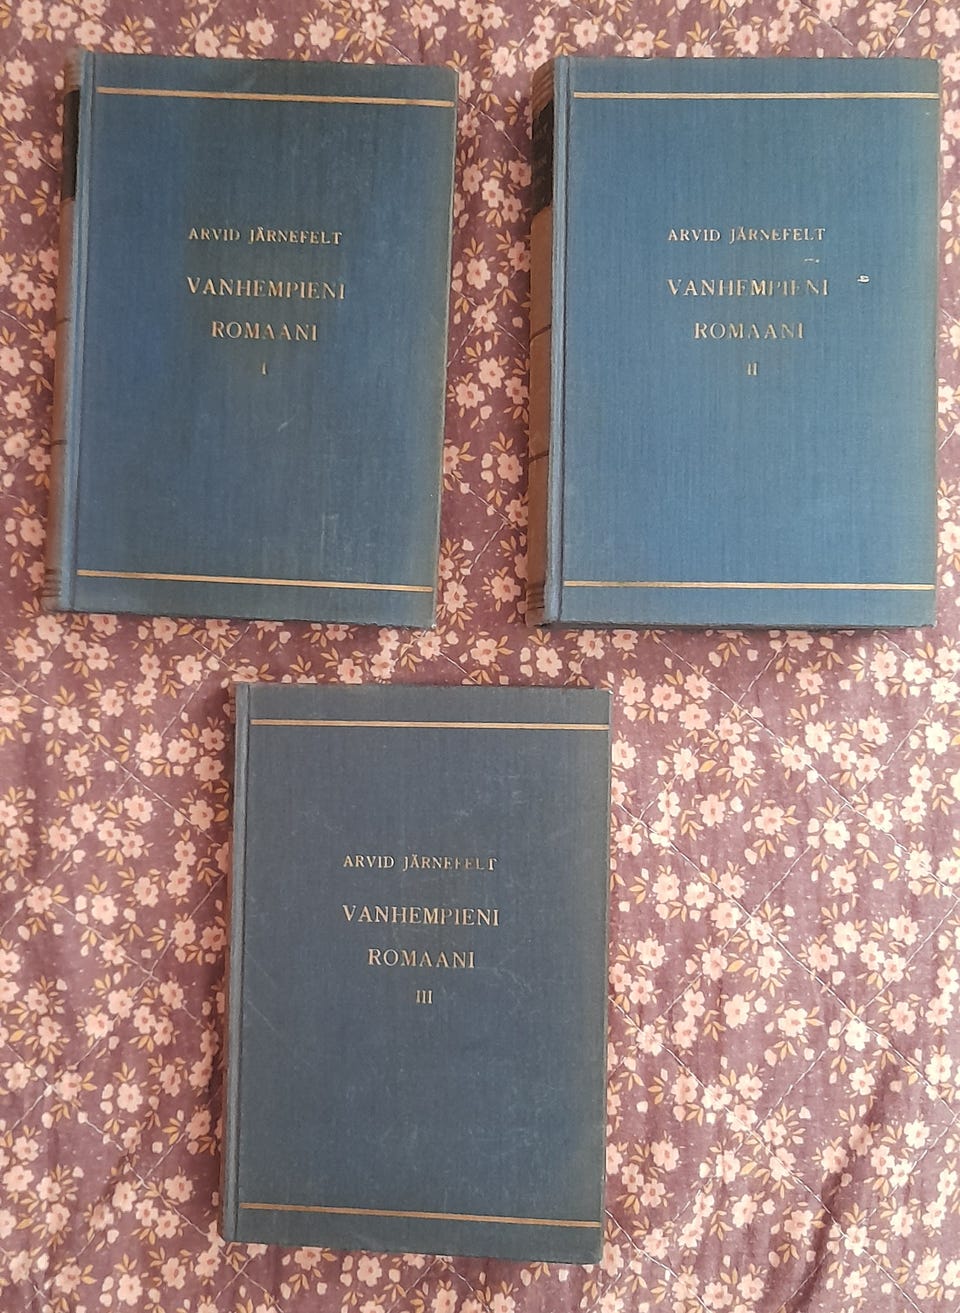 ARVID JÄRNEFELT
VANHEMPIENI
ROMAANI
I
ARVID JÄRNEFELT
VANHEMPIENI
ROMAANI
II
ARVID JÄRNEFELT
VANHEMPIENI
ROMAANI
III